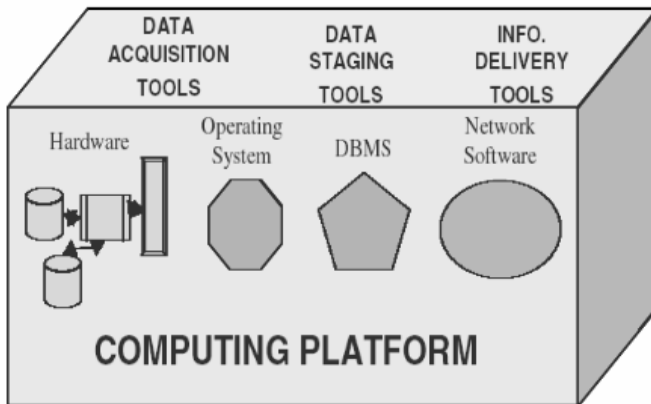 DATA
ACQUISITION
TOOLS
DATA
STAGING
TOOLS
INFO.
DELIVERY
TOOLS
Hardware
Operating
System
DBMS
Network
Software
COMPUTING PLATFORM